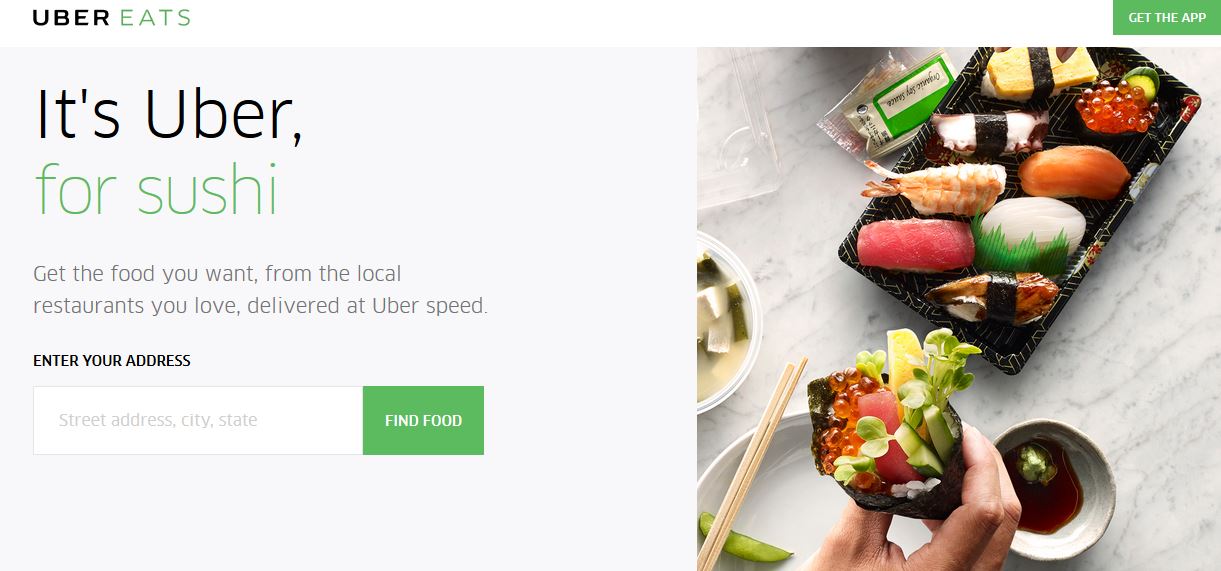 UBER EATS
GET THE APP
It's Uber,
for sushi
Get the food you want, from the local
restaurants you love, delivered at Uber speed.
ENTER YOUR ADDRESS
Street address, city, state
FIND FOOD
Organic Soy Sauce